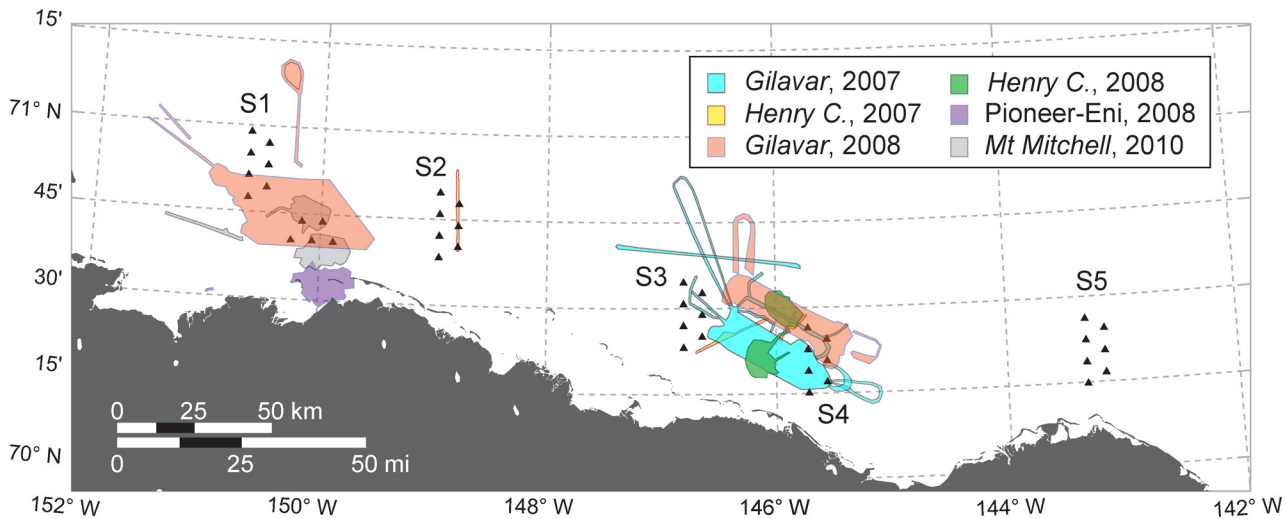 15'
71° N
45'
30'
15'
70° N
152° W
150° W
148° W
146° W
144° W
142° W
S1
S2
S3
S4
S5
Gilavar, 2007
Henry C., 2007
Gilavar, 2008
Henry C., 2008
Pioneer-Eni, 2008
Mt Mitchell, 2010
0 25 50 km
0 25 50 mi